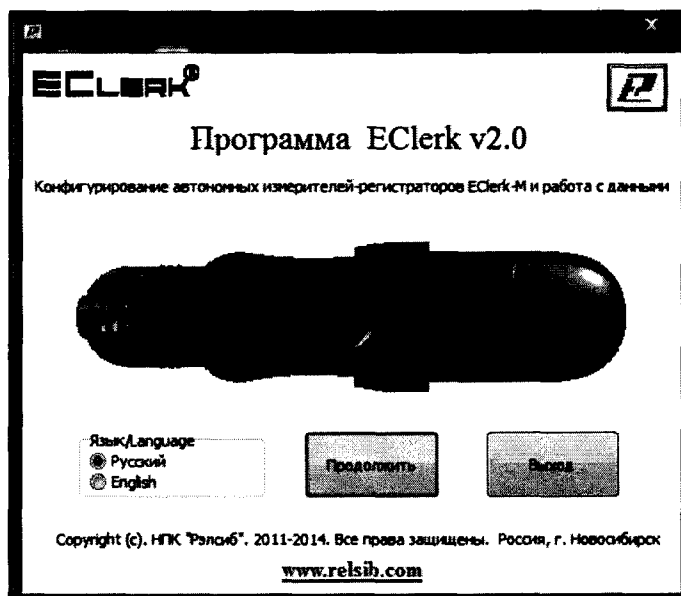 ×
ECLERK®
Программа EClerk v2.0
Конфигурирование автономных измерителей-регистраторов EClerk-M и работа с данными
Язык/Language
Русский
English
Продолжить
Выход
Copyright (c). НПК "Рэлсиб". 2011-2014. Все права защищены. Россия, г. Новосибирск
www.relsib.com